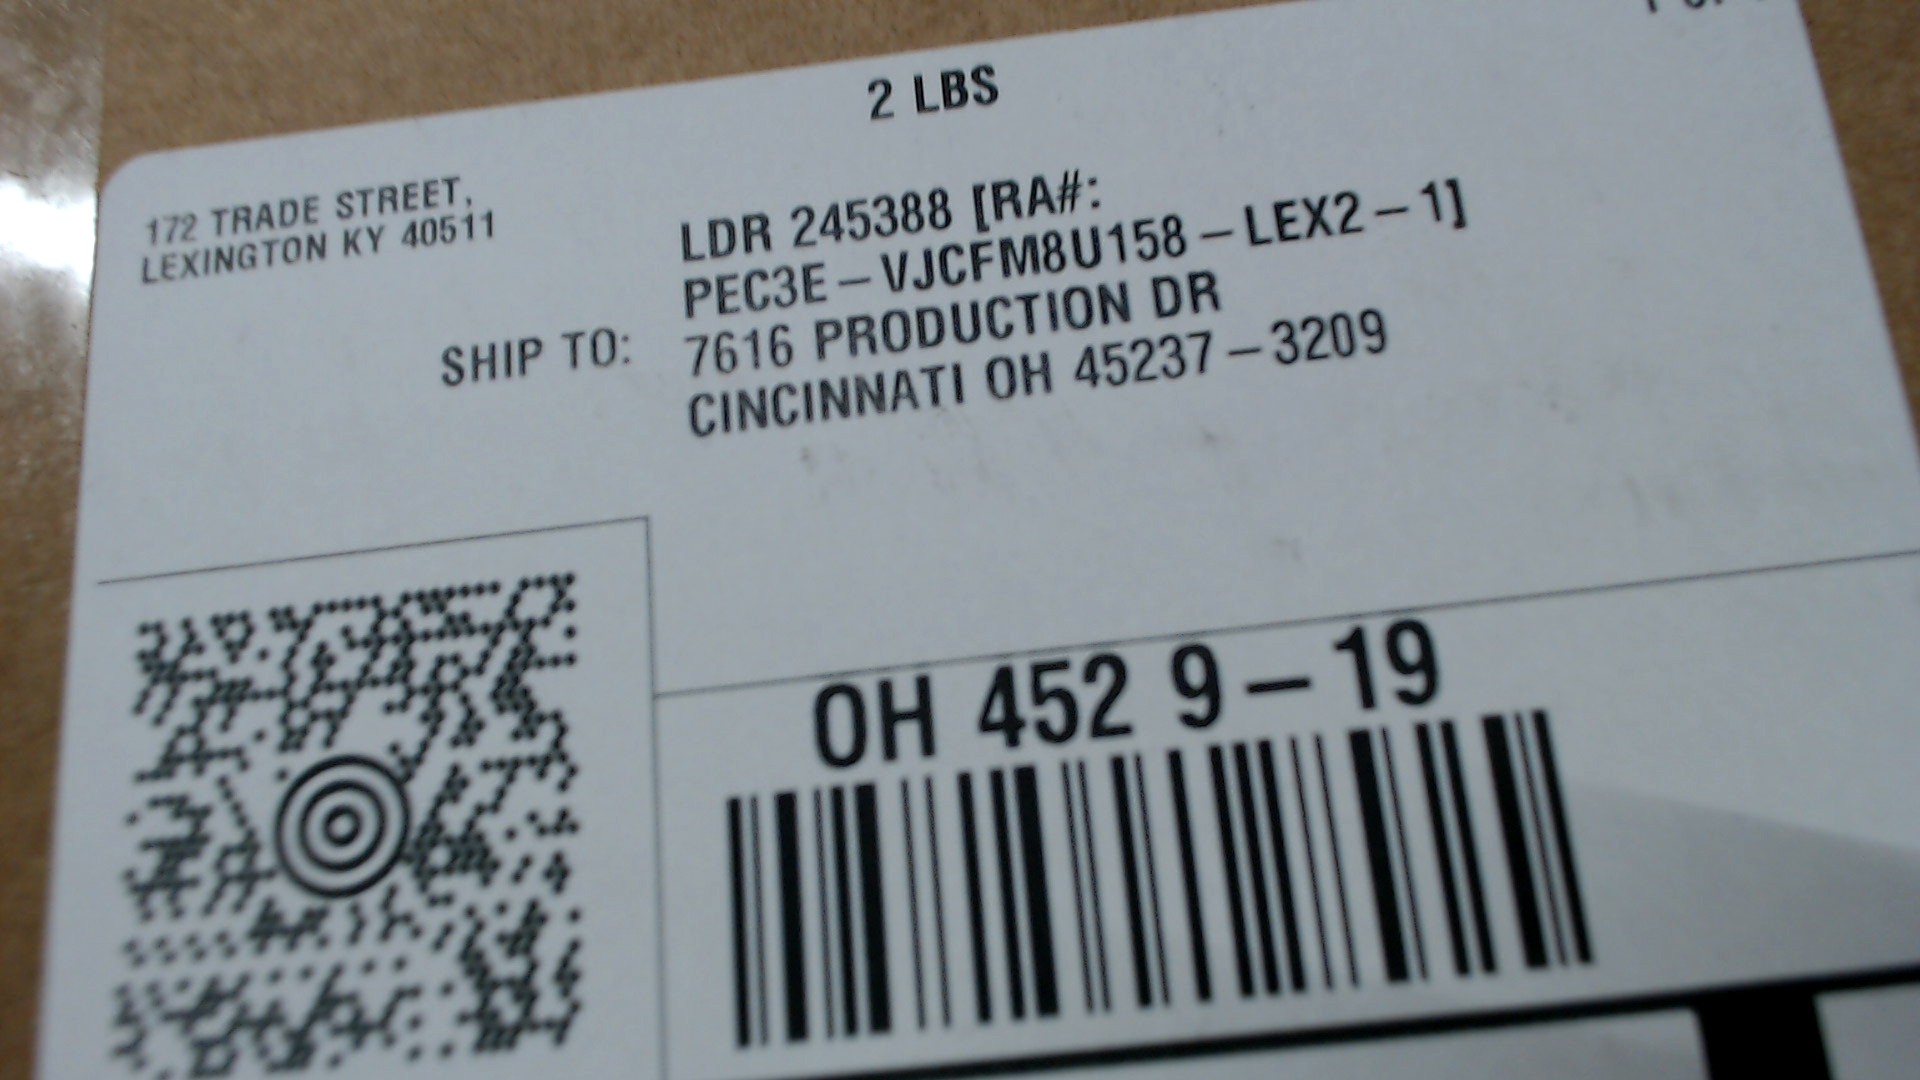 2 LBS
172 TRADE STREET,
LEXINGTON KY 40511
LDR 245388 [RA#:
PEC3E-VJCFM8U158-LEX2-1]
SHIP TO: 7616 PRODUCTION DR
CINCINNATI OH 45237-3209
OH 452 9-19